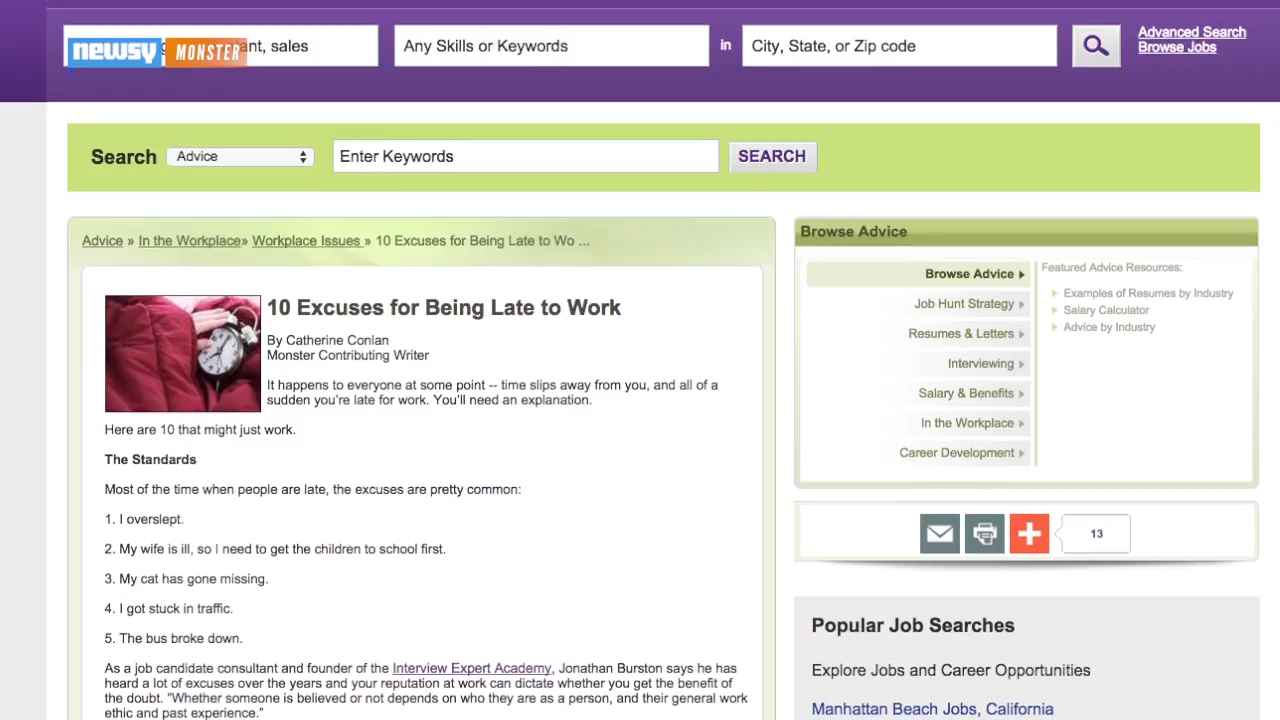 newsy MONSTER
ant, sales
Any Skills or Keywords
in
City, State, or Zip code
Advanced Search
Browse Jobs
Search
Advice
Enter Keywords
SEARCH
Advice » In the Workplace» Workplace Issues » 10 Excuses for Being Late to Wo ...
10 Excuses for Being Late to Work
By Catherine Conlan
Monster Contributing Writer
It happens to everyone at some point -- time slips away from you, and all of a
sudden you're late for work. You'll need an explanation.
Here are 10 that might just work.
The Standards
Most of the time when people are late, the excuses are pretty common:
1. I overslept.
2. My wife is ill, so I need to get the children to school first.
3. My cat has gone missing.
4. I got stuck in traffic.
5. The bus broke down.
As a job candidate consultant and founder of the Interview Expert Academy, Jonathan Burston says he has
heard a lot of excuses over the years and your reputation at work can dictate whether you get the benefit of
the doubt. "Whether someone is believed or not depends on who they are as a person, and their general work
ethic and past experience."
Browse Advice
Browse Advice
Job Hunt Strategy
Resumes & Letters
Interviewing
Salary & Benefits
In the Workplace
Career Development
Featured Advice Resources:
Examples of Resumes by Industry
Salary Calculator
Advice by Industry
13
Popular Job Searches
Explore Jobs and Career Opportunities
Manhattan Beach Jobs, California